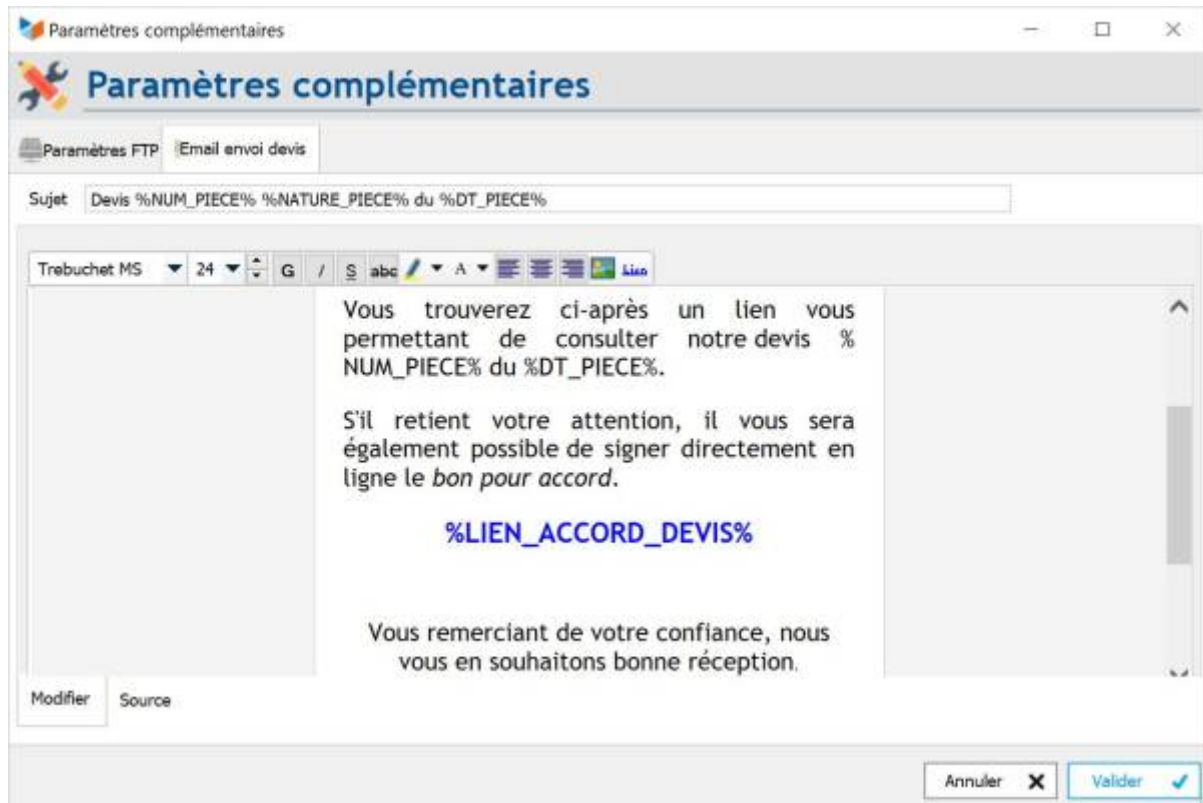 Paramètres complémentaires
Paramètres complémentaires
Paramètres FTP Email envoi devis
Sujet Devis %NUM_PIECE% %NATURE_PIECE% du %DT_PIECE%
Trebuchet MS 24 G I S abc A Lien
Vous trouverez ci-après un lien vous
permettant de consulter notre devis %
NUM_PIECE% du %DT_PIECE%.
S'il retient votre attention, il vous sera
également possible de signer directement en
ligne le bon pour accord.
%LIEN_ACCORD_DEVIS%
Vous remerciant de votre confiance, nous
vous en souhaitons bonne réception.
Modifier Source
Annuler Valider